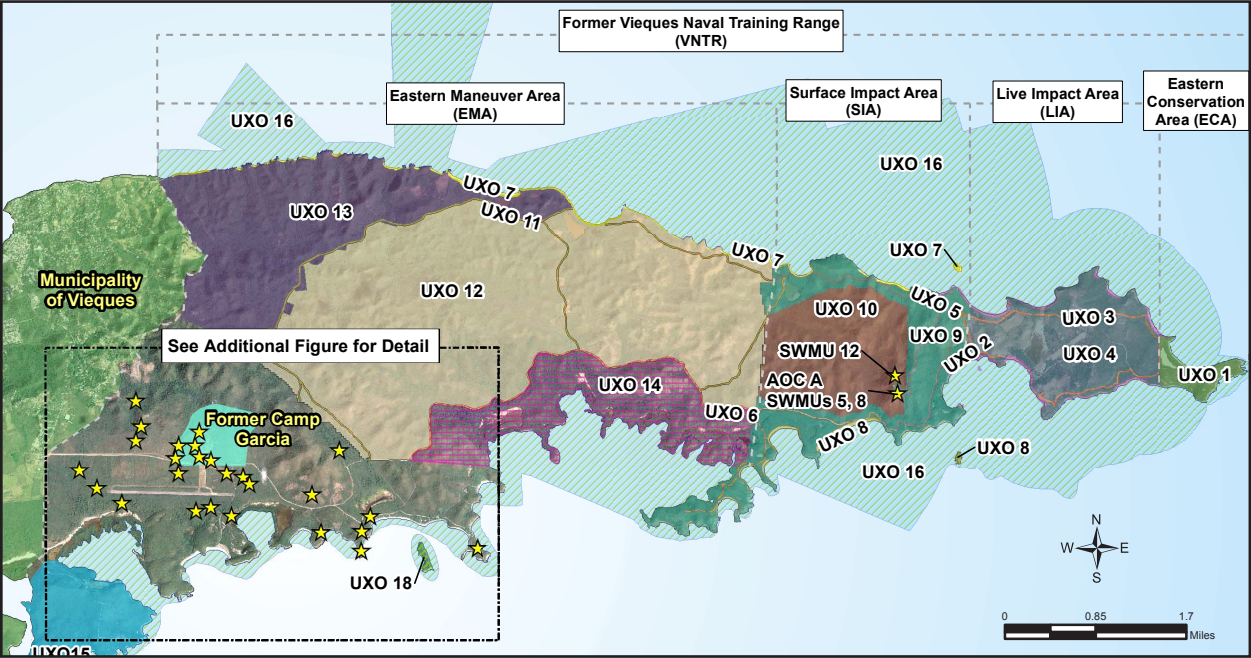 Former Vieques Naval Training Range
(VNTR)
Eastern Maneuver Area
(EMA)
Surface Impact Area
(SIA)
Live Impact Area
(LIA)
Eastern
Conservation
Area (ECA)
UXO 16
UXO 16
UXO 7
UXO 13
UXO 11
UXO 7
UXO 7
Municipality
of Vieques
UXO 12
UXO 10
UXO 5
UXO 3
UXO 9
See Additional Figure for Detail
SWMU 12
UXO 2
UXO 4
UXO 1
AOC A
SWMUs 5, 8
UXO 14
UXO 6
Former Camp
Garcia
UXO 8
UXO 8
UXO 16
UXO 18
N
W
E
S
0
0.85
1.7
Miles
UXO15